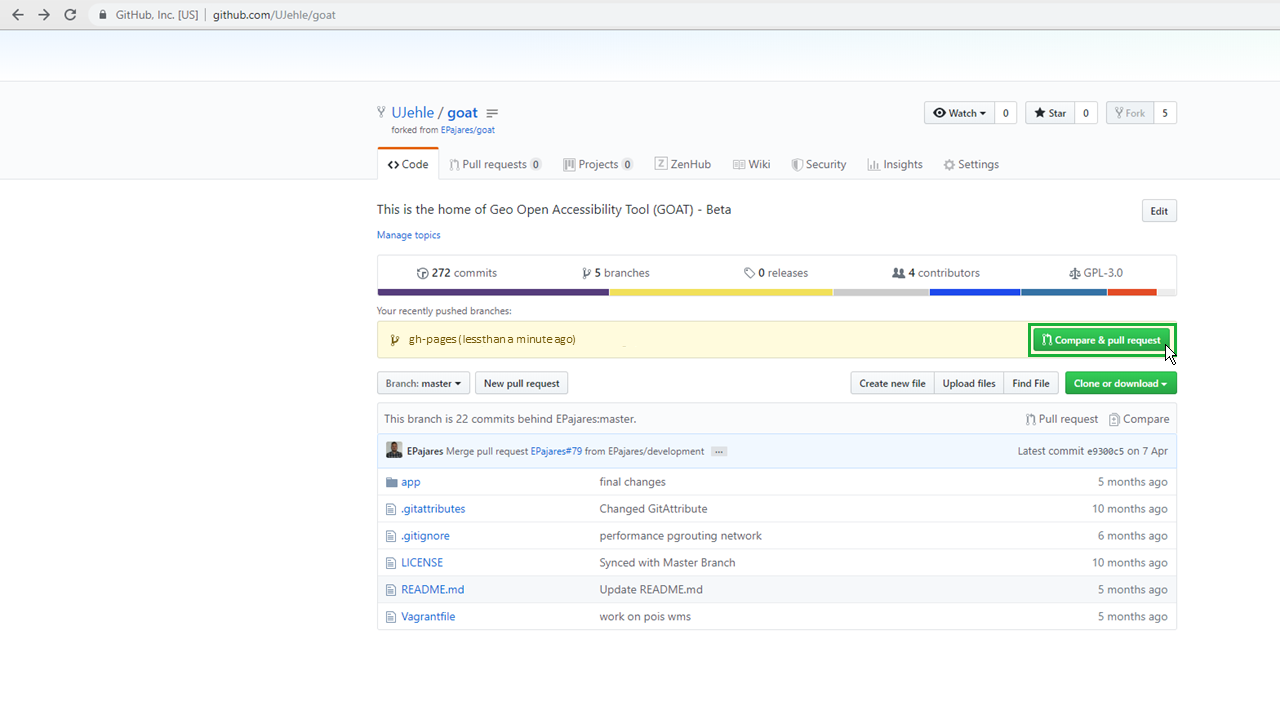 GitHub, Inc. [US] | github.com/UJehle/goat
UJehle / goat
Watch 0 Star 0 Fork 5
forked from EPajares/goat
Code Pull requests 0 Projects 0 ZenHub Wiki Security Insights Settings
This is the home of Geo Open Accessibility Tool (GOAT) - Beta Edit
Manage topics
272 commits 5 branches 0 releases 4 contributors GPL-3.0
Your recently pushed branches:
gh-pages (lessthan a minute ago) Compare & pull request
Branch: master New pull request Create new file Upload files Find File Clone or download
This branch is 22 commits behind EPajares:master. Pull request Compare
EPajares Merge pull request EPajares#79 from EPajares/development ... Latest commit e9300c5 on 7 Apr
app final changes 5 months ago
.gitattributes Changed GitAttribute 10 months ago
.gitignore performance pgrouting network 6 months ago
LICENSE Synced with Master Branch 10 months ago
README.md Update README.md 5 months ago
Vagrantfile work on pois wms 5 months ago